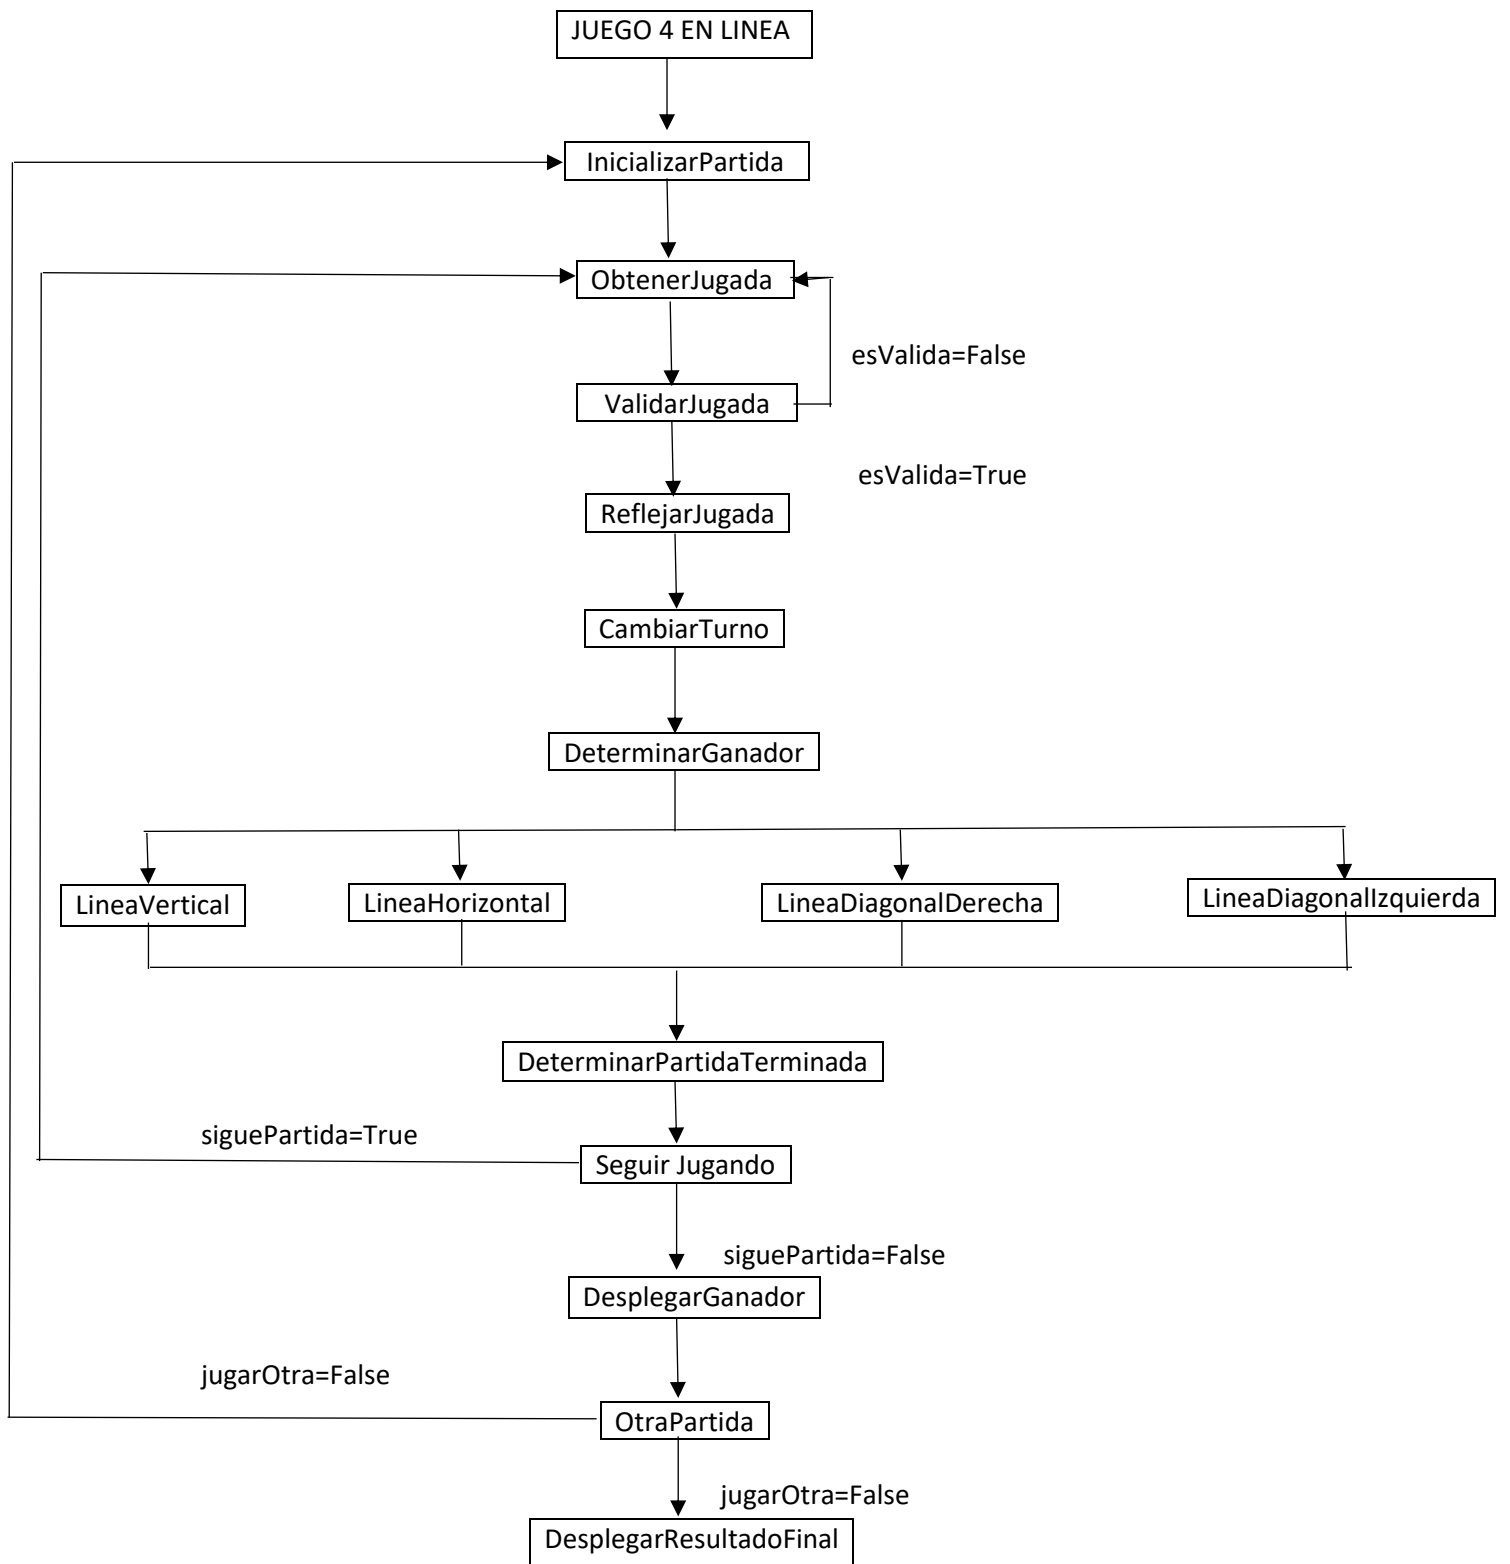 JUEGO 4 EN LINEA
InicializarPartida
ObtenerJugada
esValida=False
ValidarJugada
esValida=True
ReflejarJugada
CambiarTurno
DeterminarGanador
LineaVertical
LineaHorizontal
LineaDiagonalDerecha
LineaDiagonalIzquierda
DeterminarPartidaTerminada
siguePartida=True
Seguir Jugando
siguePartida=False
DesplegarGanador
jugarOtra=False
OtraPartida
jugarOtra=False
DesplegarResultadoFinal